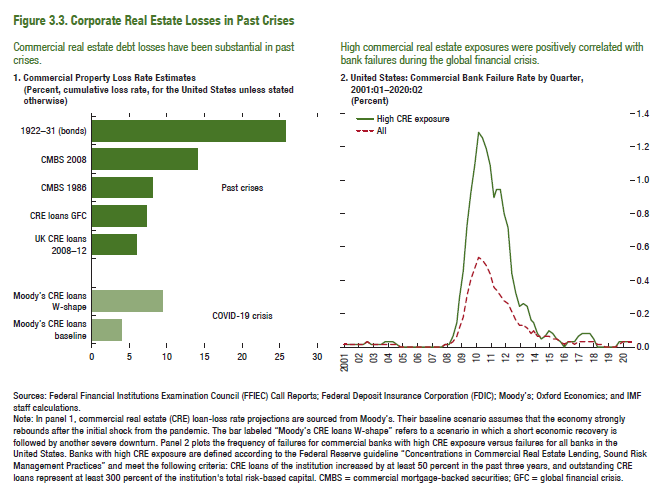 Figure 3.3. Corporate Real Estate Losses in Past Crises
Commercial real estate debt losses have been substantial in past
crises.
1. Commercial Property Loss Rate Estimates
(Percent, cumulative loss rate, for the United States unless stated
otherwise)
1922–31 (bonds)
CMBS 2008
CMBS 1986
CRE loans GFC
UK CRE loans
2008–12
Moody's CRE loans
W-shape
Moody's CRE loans
baseline
Past crises
COVID-19 crisis
0 5 10 15 20 25 30
High commercial real estate exposures were positively correlated with
bank failures during the global financial crisis.
2. United States: Commercial Bank Failure Rate by Quarter,
2001:Q1–2020:Q2
(Percent)
High CRE exposure
All
1.4
1.2
1.0
0.8
0.6
0.4
0.2
0.0
2001 02 03 04 05 06 07 08 09 10 11 12 13 14 15 16 17 18 19 20
Sources: Federal Financial Institutions Examination Council (FFIEC) Call Reports; Federal Deposit Insurance Corporation (FDIC); Moody's; Oxford Economics; and IMF
staff calculations.
Note: In panel 1, commercial real estate (CRE) loan-loss rate projections are sourced from Moody's. Their baseline scenario assumes that the economy strongly
rebounds after the initial shock from the pandemic. The bar labeled “Moody's CRE loans W-shape” refers to a scenario in which a short economic recovery is
followed by another severe downturn. Panel 2 plots the frequency of failures for commercial banks with high CRE exposure versus failures for all banks in the
United States. Banks with high CRE exposure are defined according to the Federal Reserve guideline “Concentrations in Commercial Real Estate Lending, Sound Risk
Management Practices” and meet the following criteria: CRE loans of the institution increased by at least 50 percent in the past three years, and outstanding CRE
loans represent at least 300 percent of the institution's total risk-based capital. CMBS = commercial mortgage-backed securities; GFC = global financial crisis.